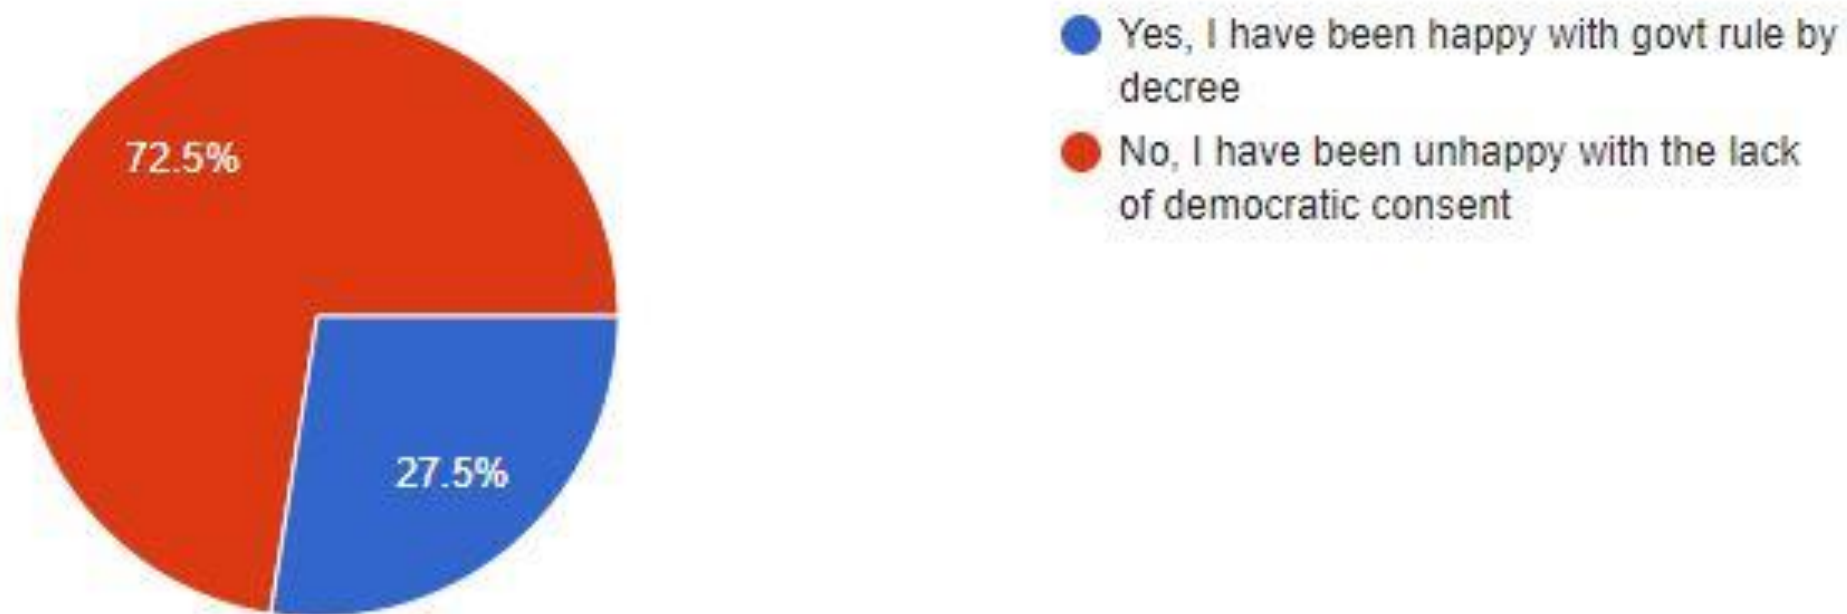 Yes, I have been happy with govt rule by
decree
No, I have been unhappy with the lack
of democratic consent
72.5%
27.5%